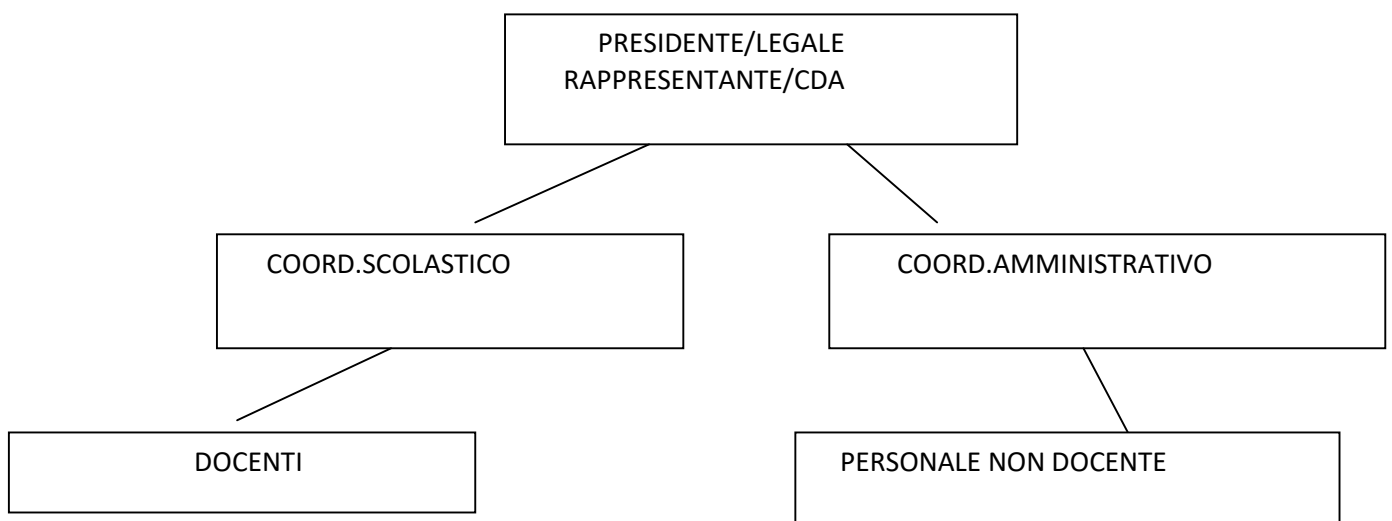 PRESIDENTE/LEGALE
RAPPRESENTANTE/CDA
COORD.SCOLASTICO
COORD.AMMINISTRATIVO
DOCENTI
PERSONALE NON DOCENTE